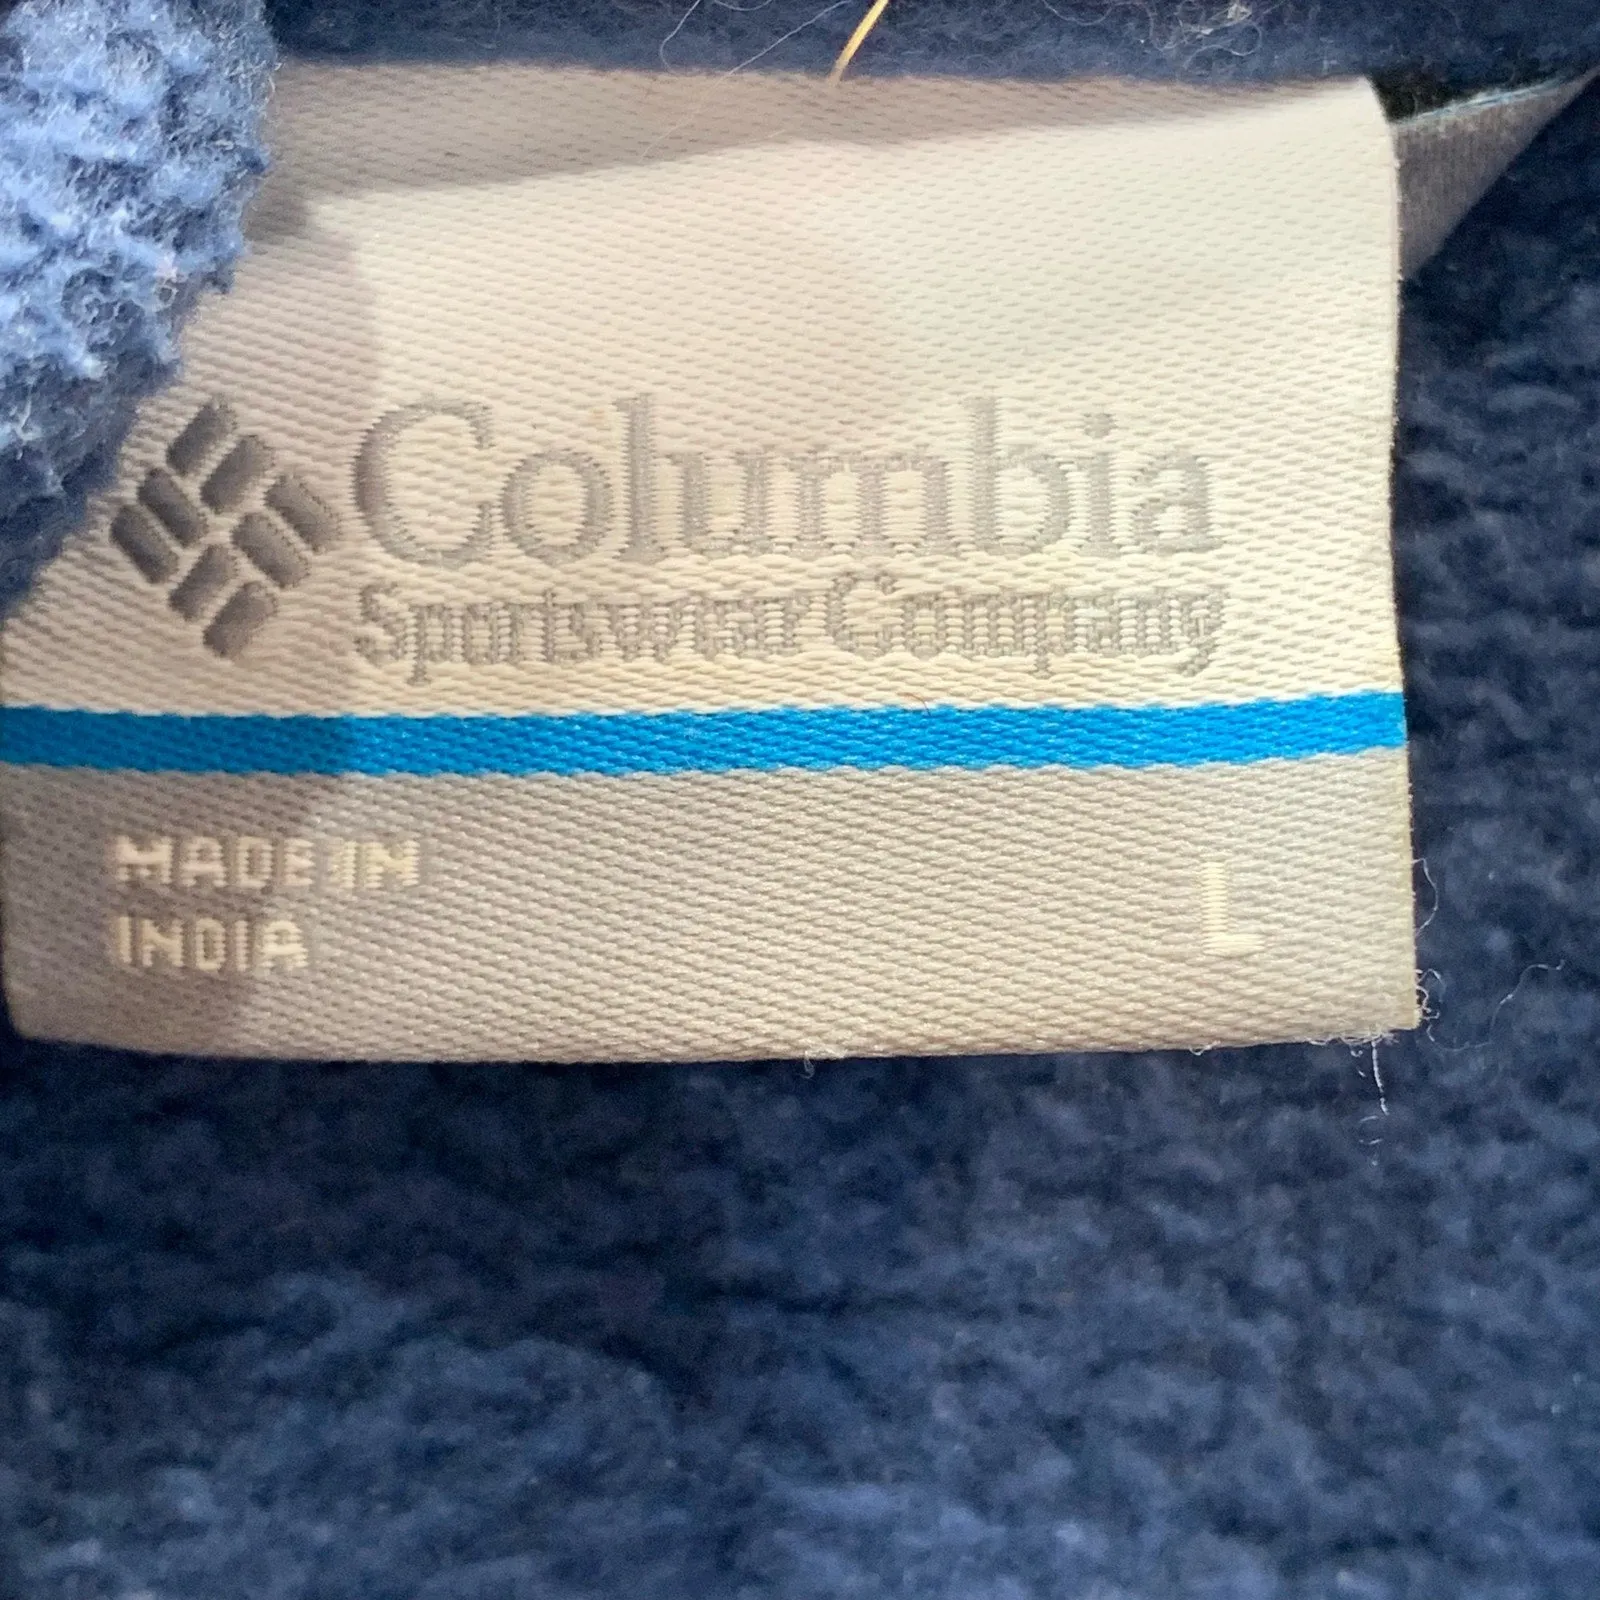 Columbia
Sportswear Company
MADE IN
INDIA
L